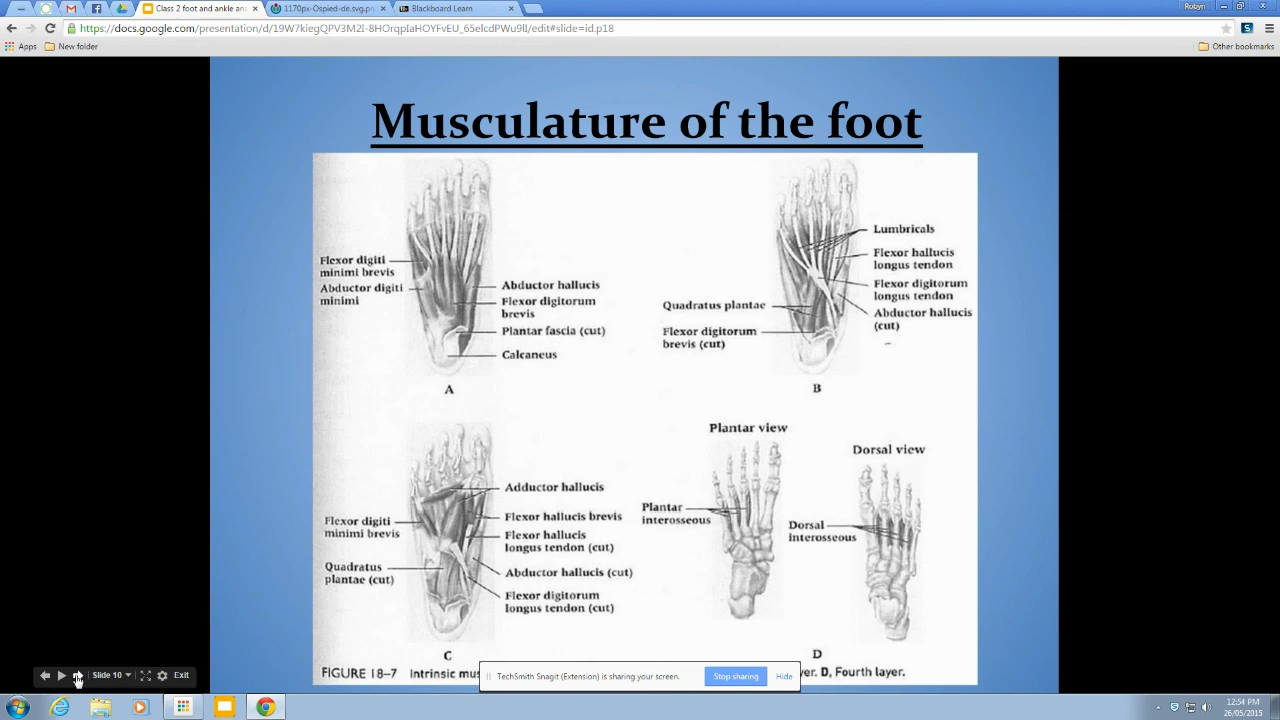 Class 2 foot and ankle an
1170px-Ospied-de.svg.pn
Blackboard Learn
Robyn
https://docs.google.com/presentation/d/19W7kiegQPV3M2I-8HOrqplaHOYFvEU_65elcdPWu9lI/edit#slide=id.p18
Apps
New folder
Other bookmarks
Musculature of the foot
Flexor digiti
minimi brevis
Abductor digiti
minimi
Abductor hallucis
Flexor digitorum
brevis
Plantar fascia (cut)
Calcaneus
A
Lumbricals
Flexor hallucis
longus tendon
Flexor digitorum
longus tendon
Abductor hallucis
(cut)
Quadratus plantae
Flexor digitorum
brevis (cut)
B
Adductor hallucis
Flexor hallucis brevis
Flexor hallucis
longus tendon (cut)
Abductor hallucis (cut)
Flexor digitorum
longus tendon (cut)
Flexor digiti
minimi brevis
Quadratus
plantae (cut)
C
Plantar view
Dorsal view
Plantar
interosseous
Dorsal
interosseous
D
FIGURE 18–7 Intrinsic mus
yer. D, Fourth layer.
Slide 10
Exit
TechSmith Snagit (Extension) is sharing your screen.
Stop sharing
Hide
12:54 PM
26/05/2015